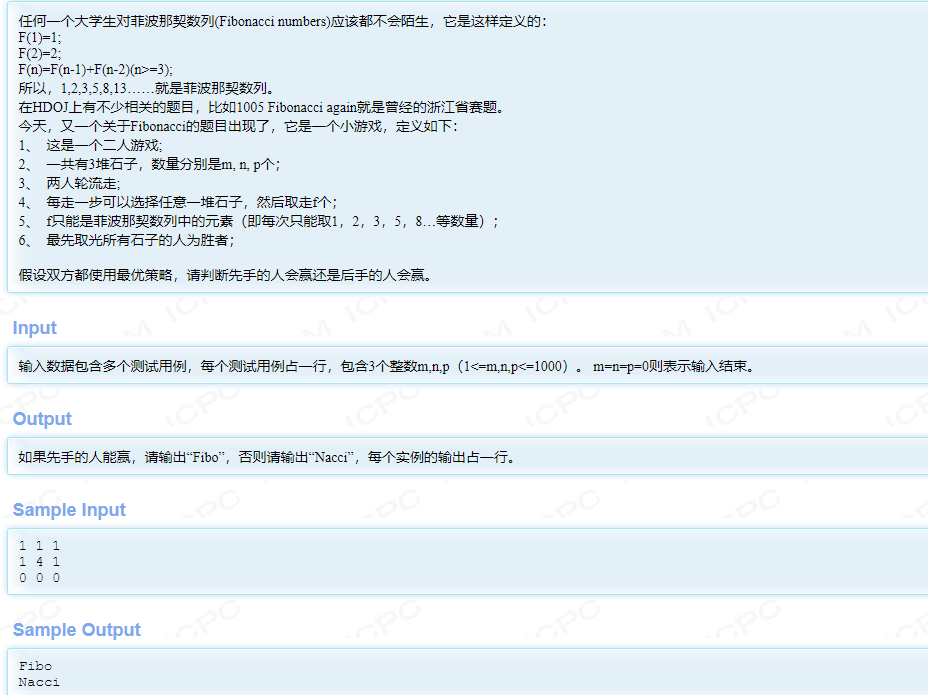 任何一个大学生对菲波那契数列(Fibonacci numbers)应该都不会陌生，它是这样定义的：
F(1)=1;
F(2)=2;
F(n)=F(n-1)+F(n-2)(n>=3);
所以，1,2,3,5,8,13……就是菲波那契数列。
在HDOJ上有不少相关的题目，比如1005 Fibonacci again就是曾经的浙江省赛题。
今天，又一个关于Fibonacci的题目出现了，它是一个小游戏，定义如下：
1、 这是一个二人游戏;
2、 一共有3堆石子，数量分别是m, n, p个；
3、 两人轮流走;
4、 每走一步可以选择任意一堆石子，然后取走f个；
5、 f只能是菲波那契数列中的元素（即每次只能取1，2，3，5，8…等数量）；
6、 最先取光所有石子的人为胜者；
假设双方都使用最优策略，请判断先手的人会赢还是后手的人会赢。
Input
输入数据包含多个测试用例，每个测试用例占一行，包含3个整数m,n,p（1<=m,n,p<=1000）。 m=n=p=0则表示输入结束。
Output
如果先手的人能赢，请输出“Fibo”，否则请输出“Nacci”，每个实例的输出占一行。
Sample Input
1 1 1
1 4 1
0 0 0
Sample Output
Fibo
Nacci